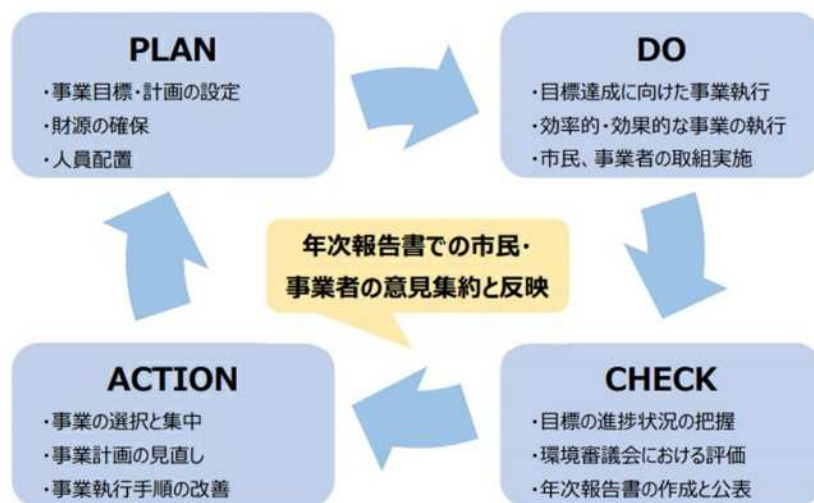 PLAN
・事業目標・計画の設定
・財源の確保
・人員配置
DO
・目標達成に向けた事業執行
・効率的・効果的な事業の執行
・市民、事業者の取組実施
年次報告書での市民・
事業者の意見集約と反映
ACTION
・事業の選択と集中
・事業計画の見直し
・事業執行手順の改善
CHECK
・目標の進捗状況の把握
・環境審議会における評価
・年次報告書の作成と公表